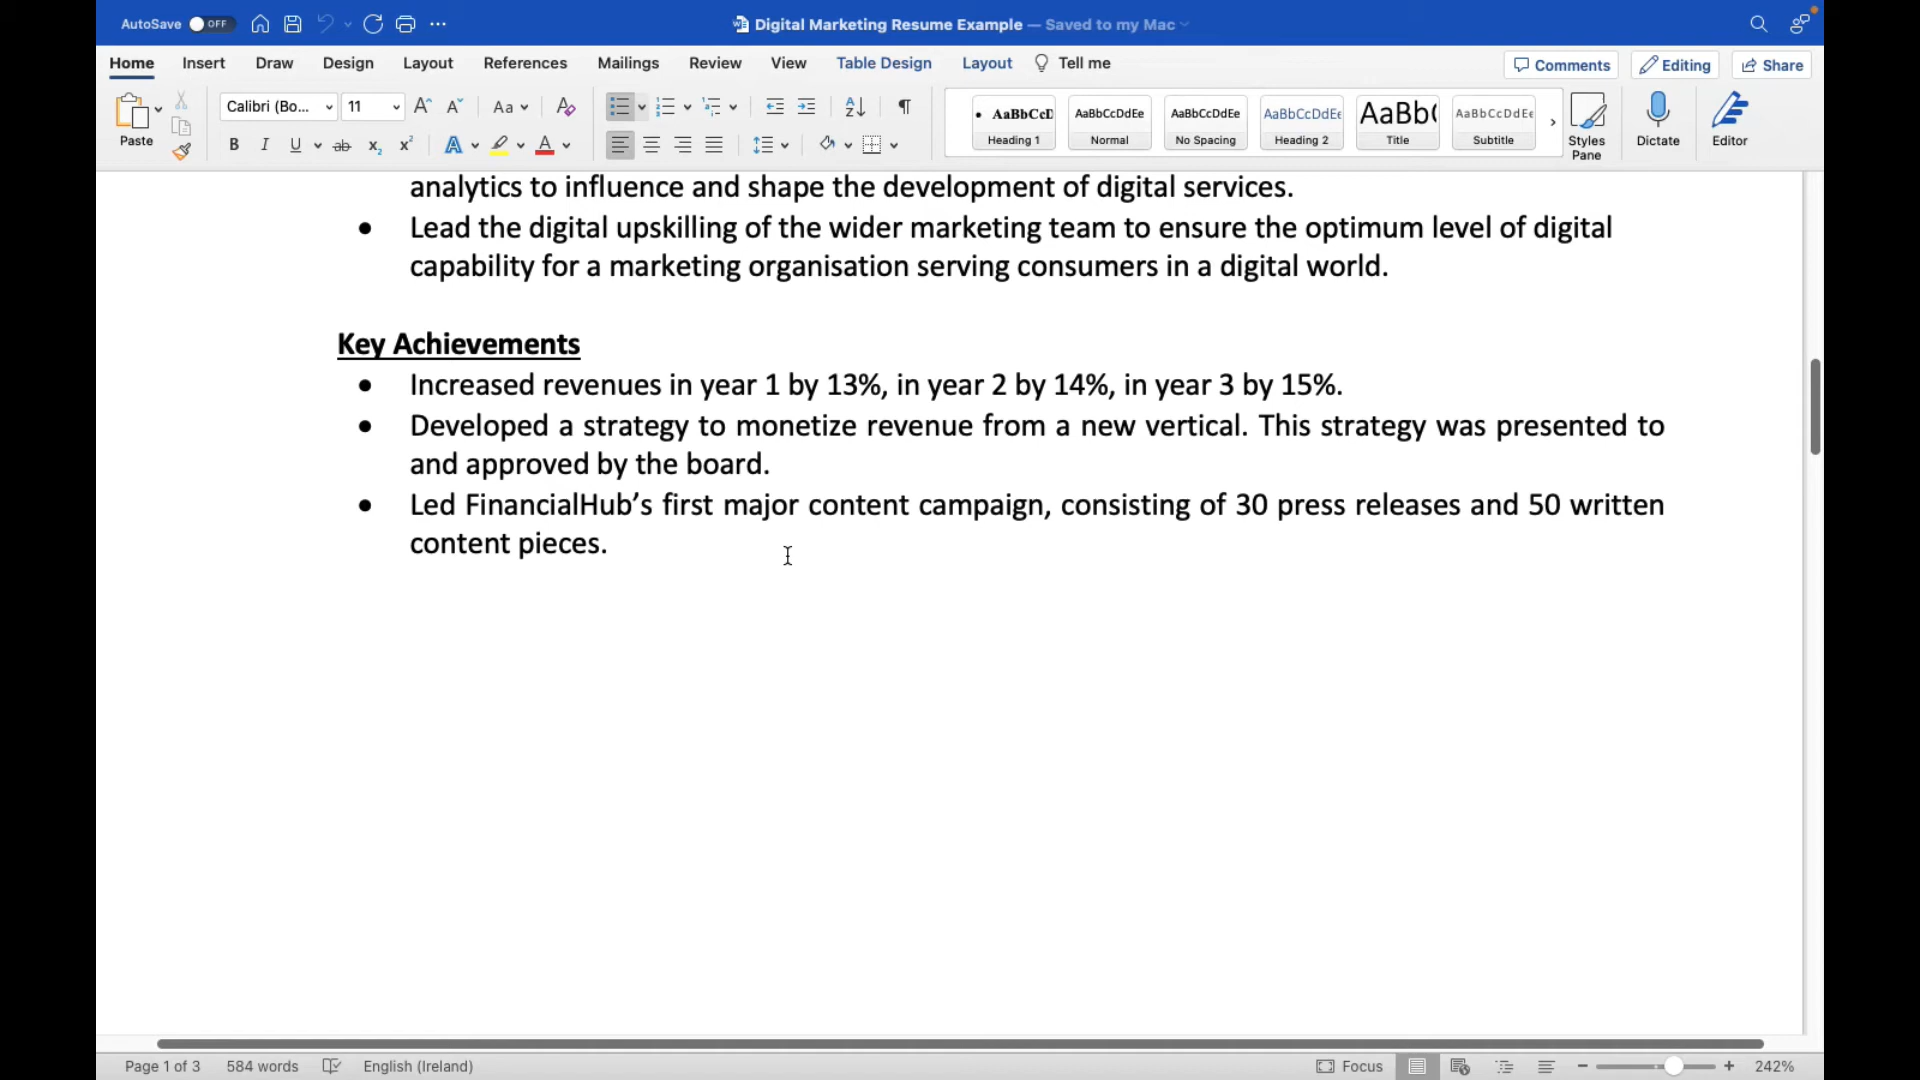 AutoSave OFF Digital Marketing Resume Example — Saved to my Mac
Home Insert Draw Design Layout References Mailings Review View Table Design Layout Tell me Comments Editing Share
Paste Calibri (Bo... 11 A^ A˅ Aa
B I U ab x₂ x² A A
• AaBbCcD AaBbCcDdEe AaBbCcDdEe AaBbCcDdEe AaBb( AaBbCcDdEe
Heading 1 Normal No Spacing Heading 2 Title Subtitle
Styles Pane Dictate Editor
analytics to influence and shape the development of digital services.
• Lead the digital upskilling of the wider marketing team to ensure the optimum level of digital
capability for a marketing organisation serving consumers in a digital world.
Key Achievements
• Increased revenues in year 1 by 13%, in year 2 by 14%, in year 3 by 15%.
• Developed a strategy to monetize revenue from a new vertical. This strategy was presented to
and approved by the board.
• Led FinancialHub’s first major content campaign, consisting of 30 press releases and 50 written
content pieces.
Page 1 of 3 584 words English (Ireland) Focus 242%